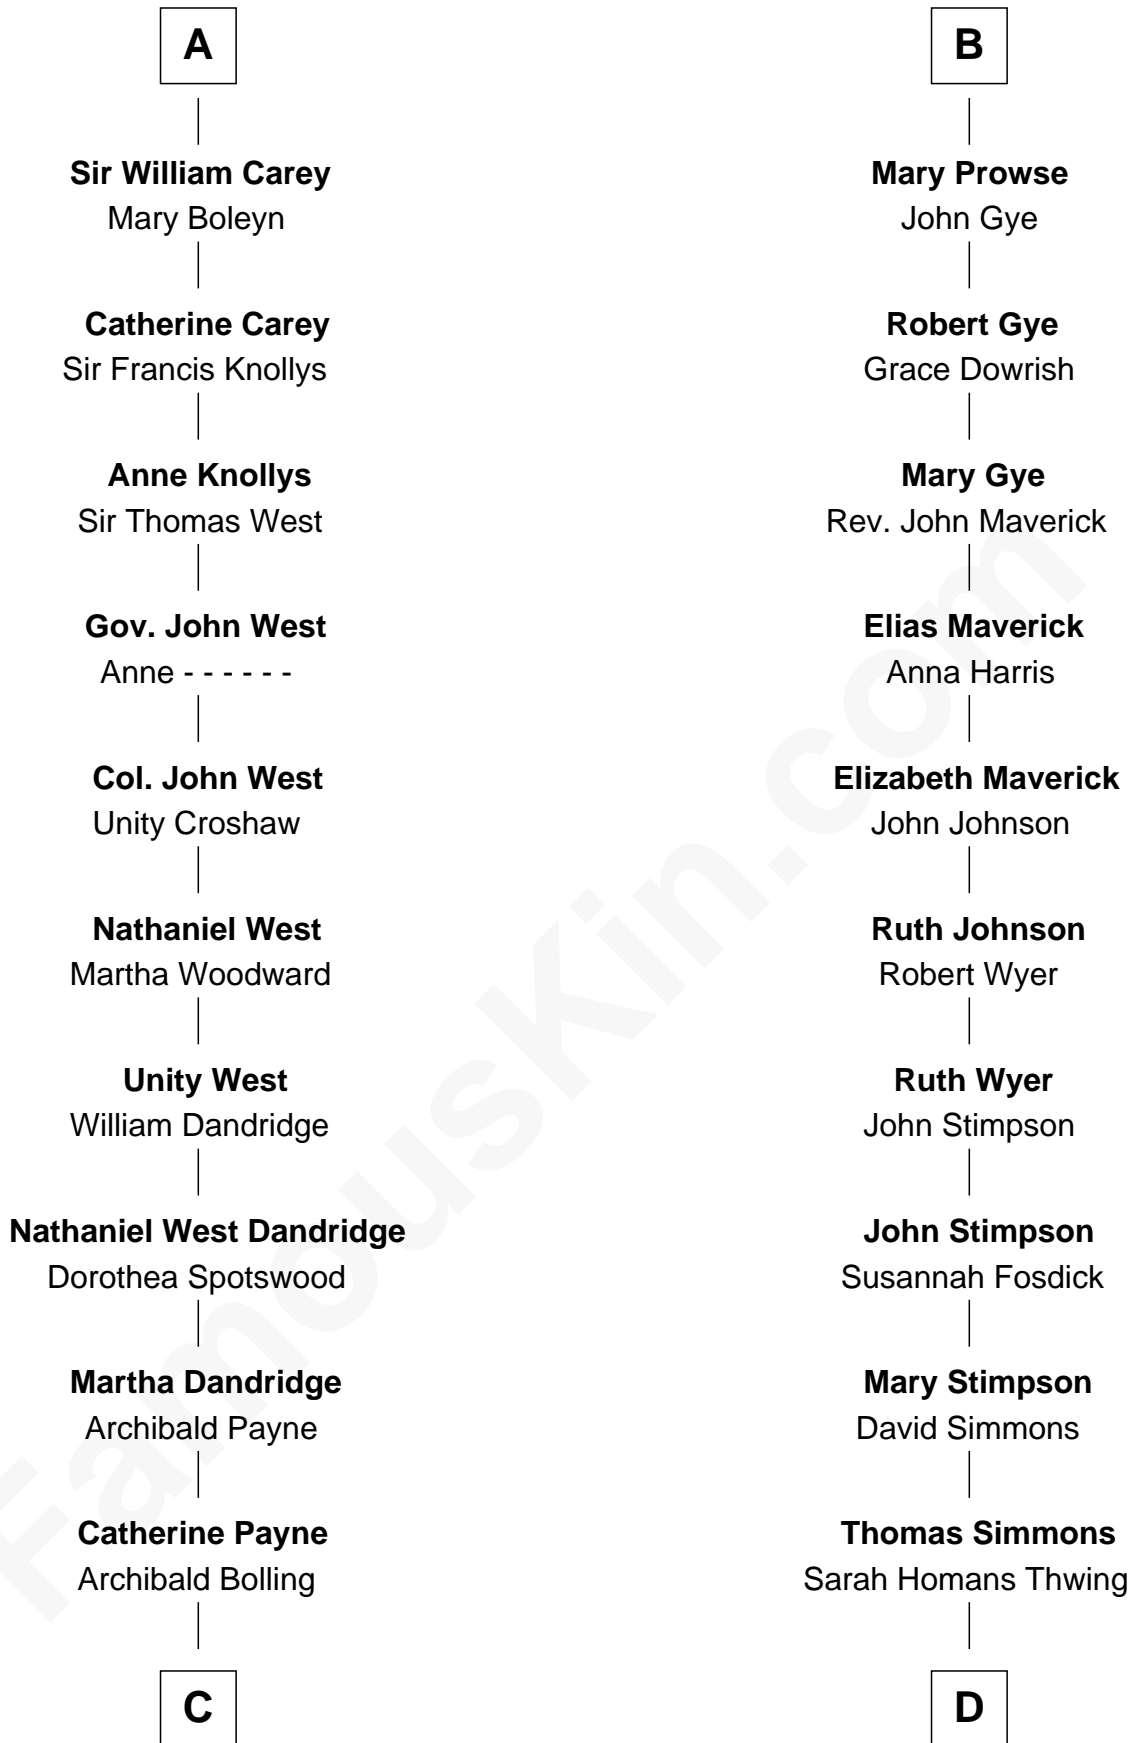 A
Sir William Carey
Mary Boleyn
Catherine Carey
Sir Francis Knollys
Anne Knollys
Sir Thomas West
Gov. John West
Anne - - - - - -
Col. John West
Unity Croshaw
Nathaniel West
Martha Woodward
Unity West
William Dandridge
Nathaniel West Dandridge
Dorothea Spotswood
Martha Dandridge
Archibald Payne
Catherine Payne
Archibald Bolling
C
B
Mary Prowse
John Gye
Robert Gye
Grace Dowrish
Mary Gye
Rev. John Maverick
Elias Maverick
Anna Harris
Elizabeth Maverick
John Johnson
Ruth Johnson
Robert Wyer
Ruth Wyer
John Stimpson
John Stimpson
Susannah Fosdick
Mary Stimpson
David Simmons
Thomas Simmons
Sarah Homans Thwing
D
FamousKin.com